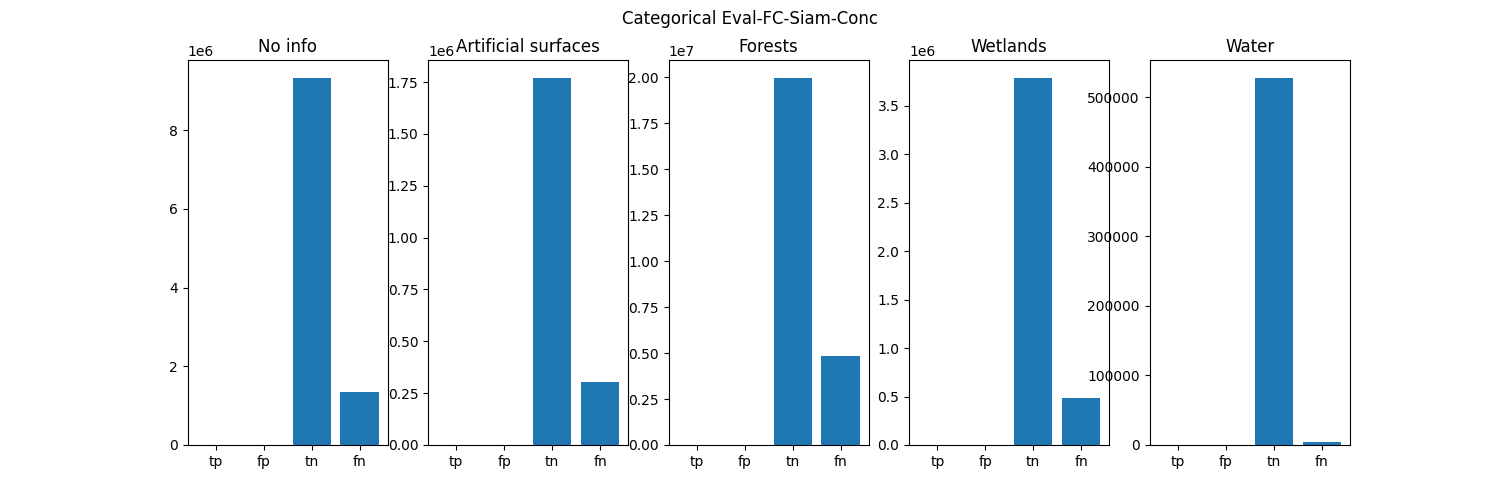 Categorical Eval-FC-Siam-Conc
No info
1e6
8
6
4
2
0
tp fp tn fn
Artificial surfaces
1e6
1.75
1.50
1.25
1.00
0.75
0.50
0.25
0.00
tp fp tn fn
Forests
1e7
2.00
1.75
1.50
1.25
1.00
0.75
0.50
0.25
0.00
tp fp tn fn
Wetlands
1e6
3.5
3.0
2.5
2.0
1.5
1.0
0.5
0.0
tp fp tn fn
Water
500000
400000
300000
200000
100000
0
tp fp tn fn